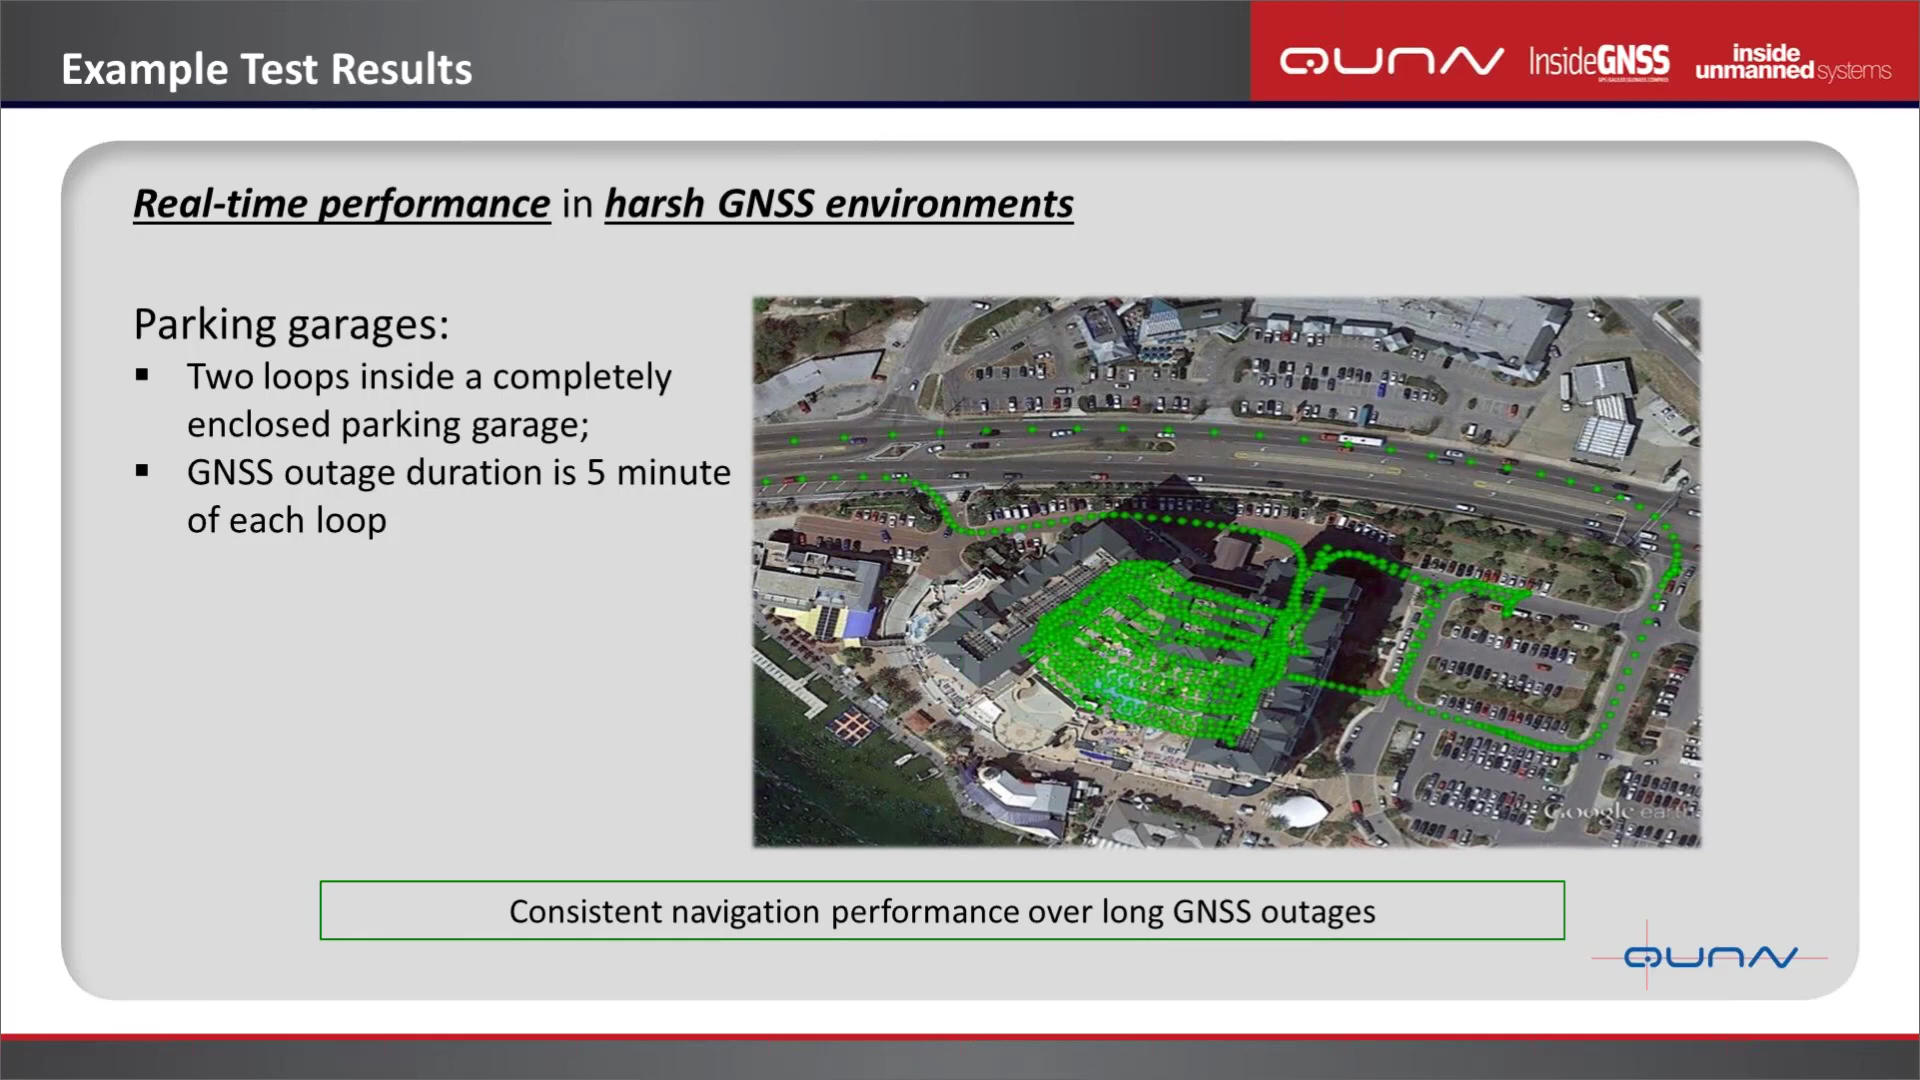 Example Test Results
QUNAV
InsideGNSS
inside
unmanned systems
Real-time performance in harsh GNSS environments
Parking garages:
▪ Two loops inside a completely
enclosed parking garage;
▪ GNSS outage duration is 5 minute
of each loop
Google earth
Consistent navigation performance over long GNSS outages
QUNAV